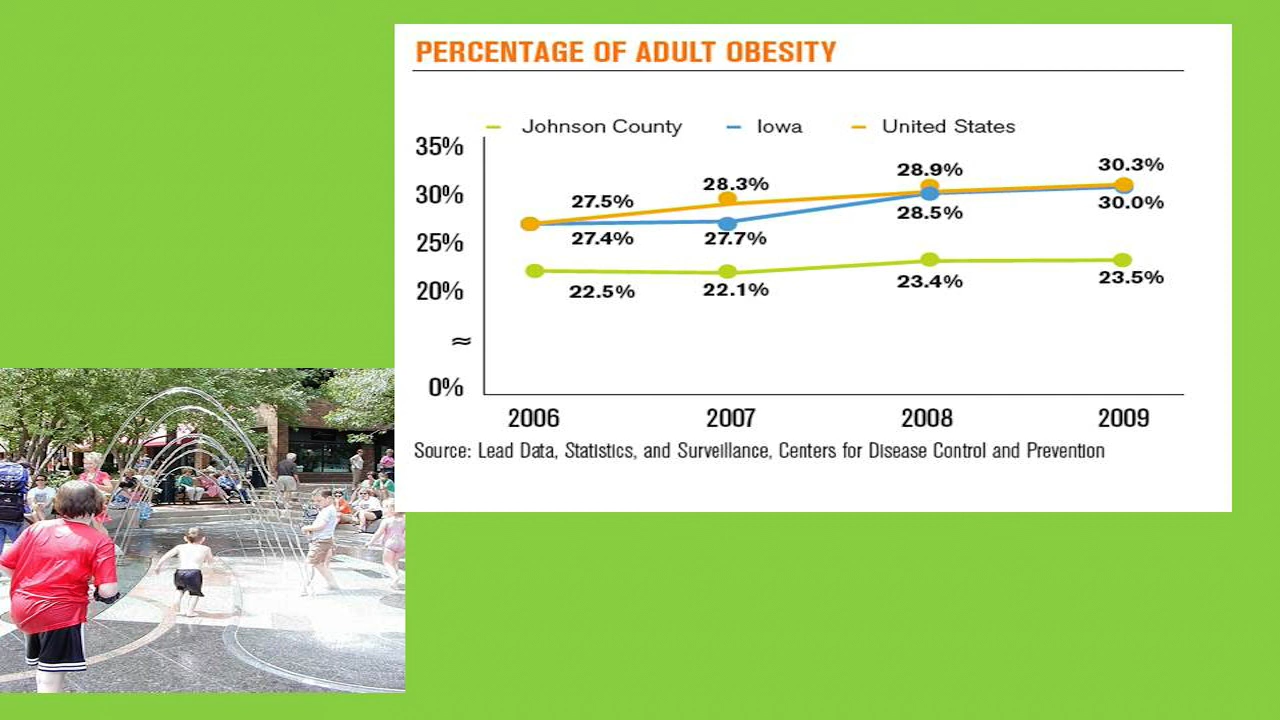 PERCENTAGE OF ADULT OBESITY
Johnson County Iowa United States
35%
30%
25%
20%
≈
0%
27.5% 28.3% 28.9% 30.3%
27.4% 27.7% 28.5% 30.0%
22.5% 22.1% 23.4% 23.5%
2006 2007 2008 2009
Source: Lead Data, Statistics, and Surveillance, Centers for Disease Control and Prevention